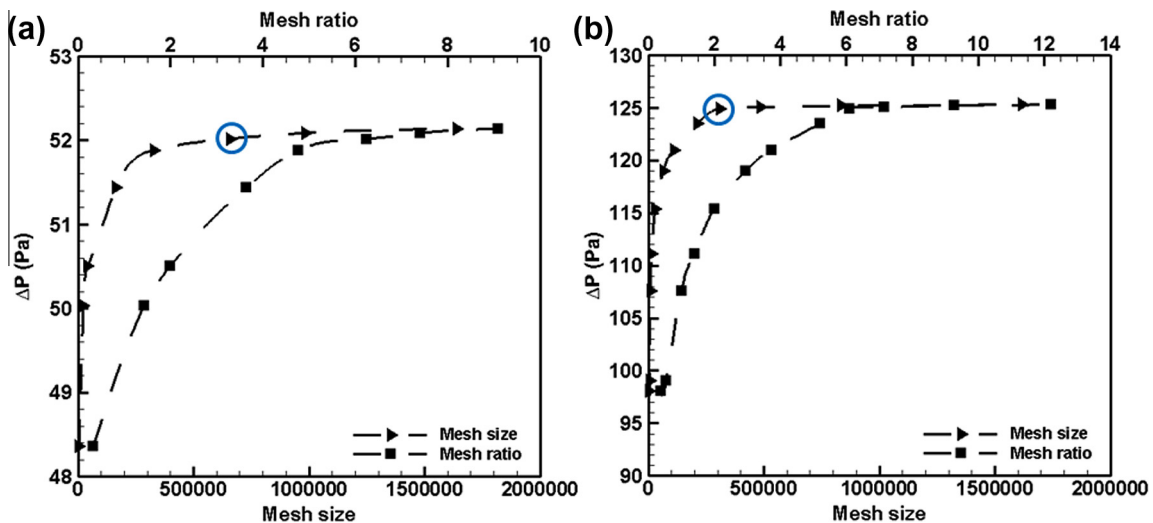 (a)
Mesh ratio
0 2 4 6 8 10
53
52
51
50
49
48
ΔP (Pa)
Mesh size
Mesh ratio
0 500000 1000000 1500000 2000000
Mesh size
(b)
Mesh ratio
0 2 4 6 8 10 12 14
130
125
120
115
110
105
100
95
90
ΔP (Pa)
Mesh size
Mesh ratio
0 500000 1000000 1500000 2000000
Mesh size